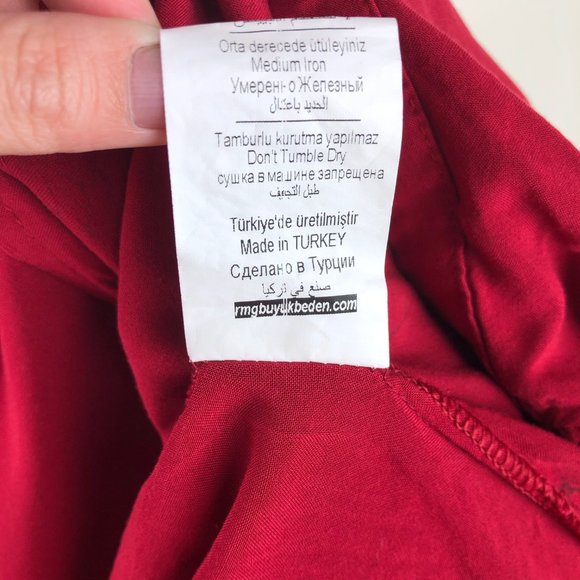 Orta derecede ütüleyiniz
Medium Iron
Умерено Железный
الحديد باعتدال
Tamburlu kurutma yapılmaz
Don't Tumble Dry
сушка в машине запрещена
طبل التجفيف
Türkiye'de üretilmiştir
Made in TURKEY
Сделано в Турции
صنع في تركيا
rmgbuyukbeden.com